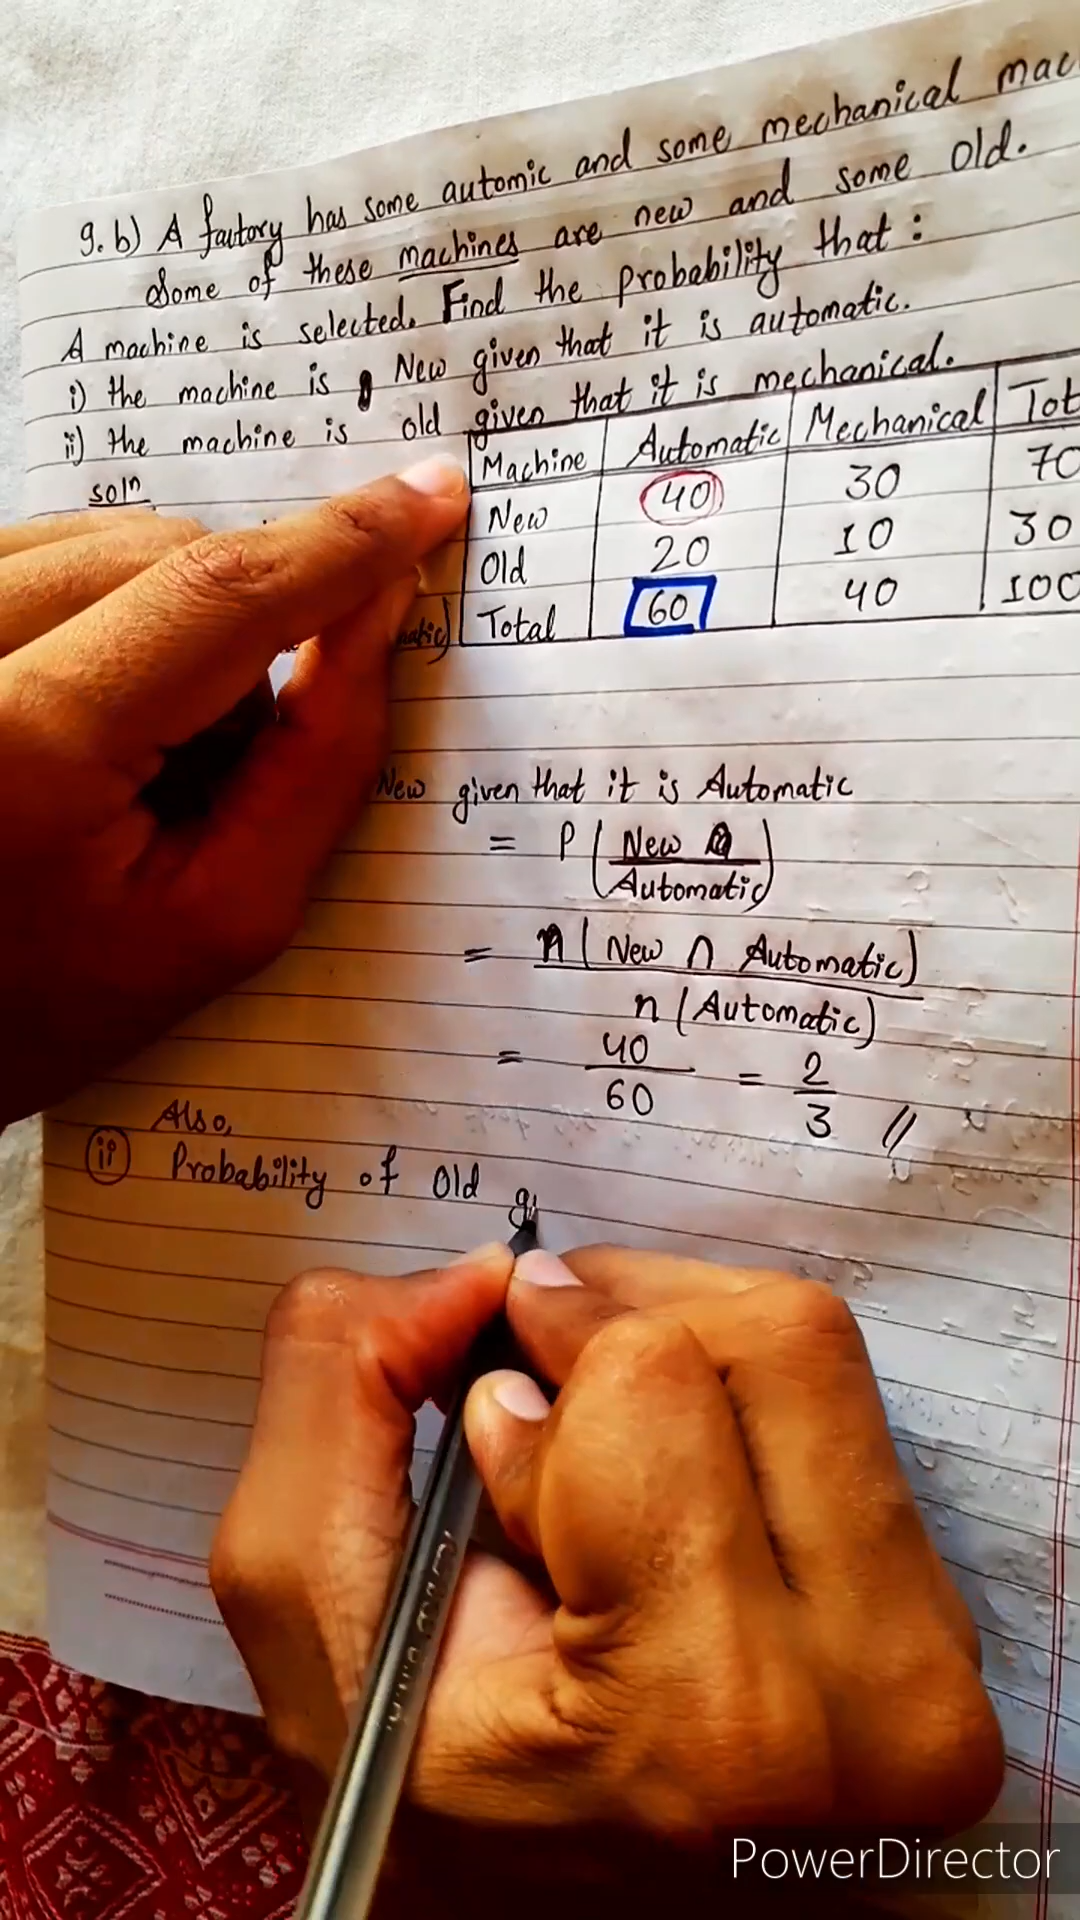 9. b) A factory has some automic and some mechanical mac
Some of these machines are new and some old.
A machine is selected. Find the probability that :
i) the machine is New given that it is automatic.
ii) the machine is old given that it is mechanical.
soln
Machine Automatic Mechanical Tot
New 40 30 70
Old 20 10 30
Total 60 40 100
matic)
New given that it is Automatic
= P ( New / Automatic )
= n ( New ∩ Automatic )
n ( Automatic )
= 40 / 60 = 2 / 3 //
Also,
ii Probability of Old gi
PowerDirector